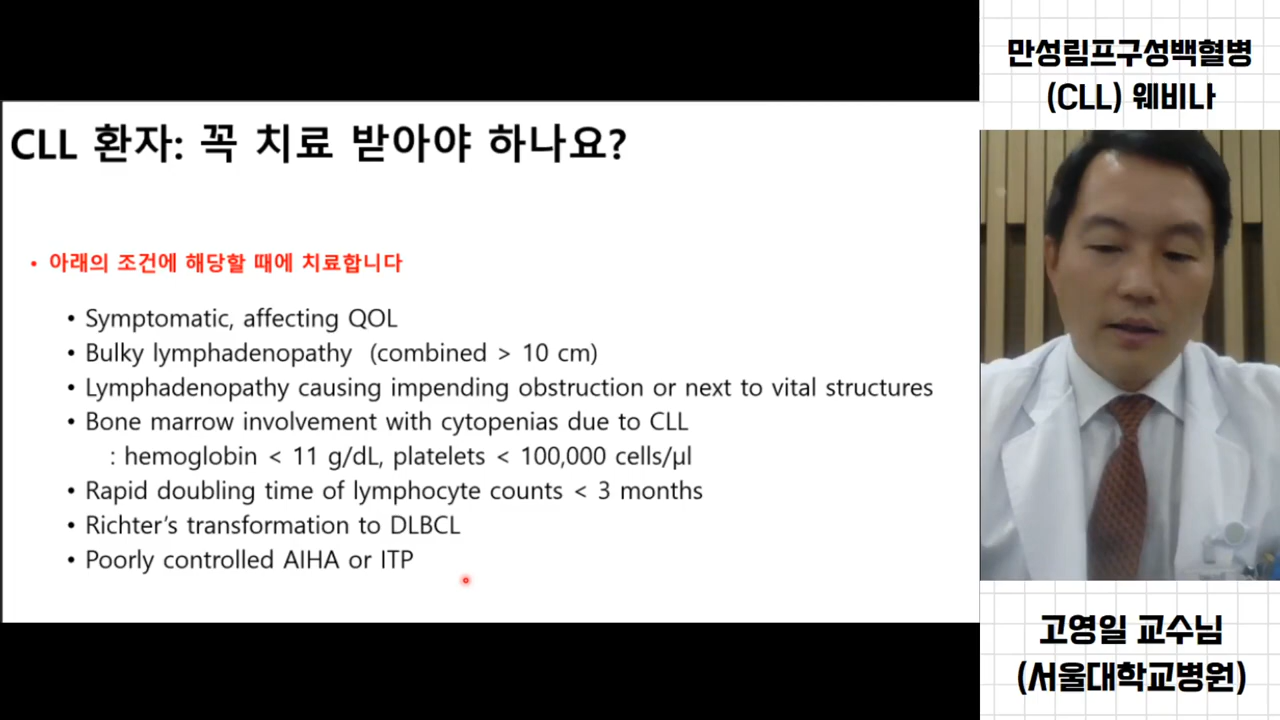 CLL 환자: 꼭 치료 받아야 하나요?
• 아래의 조건에 해당할 때에 치료합니다
• Symptomatic, affecting QOL
• Bulky lymphadenopathy (combined > 10 cm)
• Lymphadenopathy causing impending obstruction or next to vital structures
• Bone marrow involvement with cytopenias due to CLL
: hemoglobin < 11 g/dL, platelets < 100,000 cells/μl
• Rapid doubling time of lymphocyte counts < 3 months
• Richter’s transformation to DLBCL
• Poorly controlled AIHA or ITP
만성림프구성백혈병
(CLL) 웨비나
고영일 교수님
(서울대학교병원)